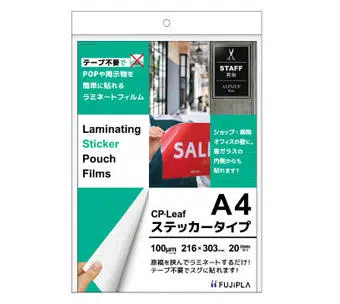 テープ不要で
POPや掲示物を
簡単に貼れる
ラミネートフィルム
STAFF
Laminating
Sticker
Pouch
Films
SALE
ショップ・病院
オフィスの壁に。
窓ガラスの
内側からも
貼れます!
CP-Leaf
A4
ステッカータイプ
100μm 216×303mm 20
原稿を挟んでラミネートするだけ!
テープ不要でスグに貼れます!
FUJiPLA